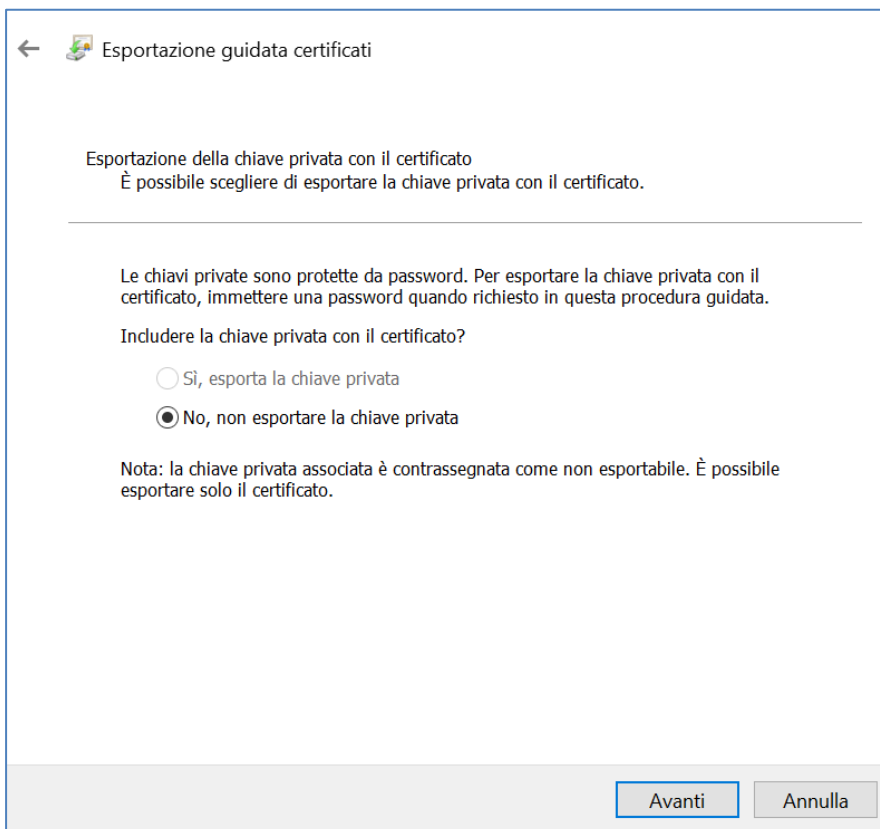 Esportazione guidata certificati
Esportazione della chiave privata con il certificato
È possibile scegliere di esportare la chiave privata con il certificato.
Le chiavi private sono protette da password. Per esportare la chiave privata con il
certificato, immettere una password quando richiesto in questa procedura guidata.
Includere la chiave privata con il certificato?
Sì, esporta la chiave privata
No, non esportare la chiave privata
Nota: la chiave privata associata è contrassegnata come non esportabile. È possibile
esportare solo il certificato.
Avanti Annulla